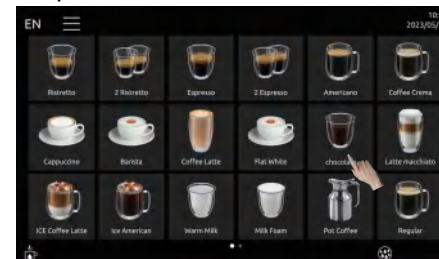 EN
10:
2023/05/
Ristretto
2 Ristretto
Espresso
2 Espresso
Americano
Coffee Crema
Cappuccino
Barista
Coffee Latte
Flat White
chocolate
Latte macchiato
ICE Coffee Latte
Ice American
Warm Milk
Milk Foam
Pot Coffee
Regular